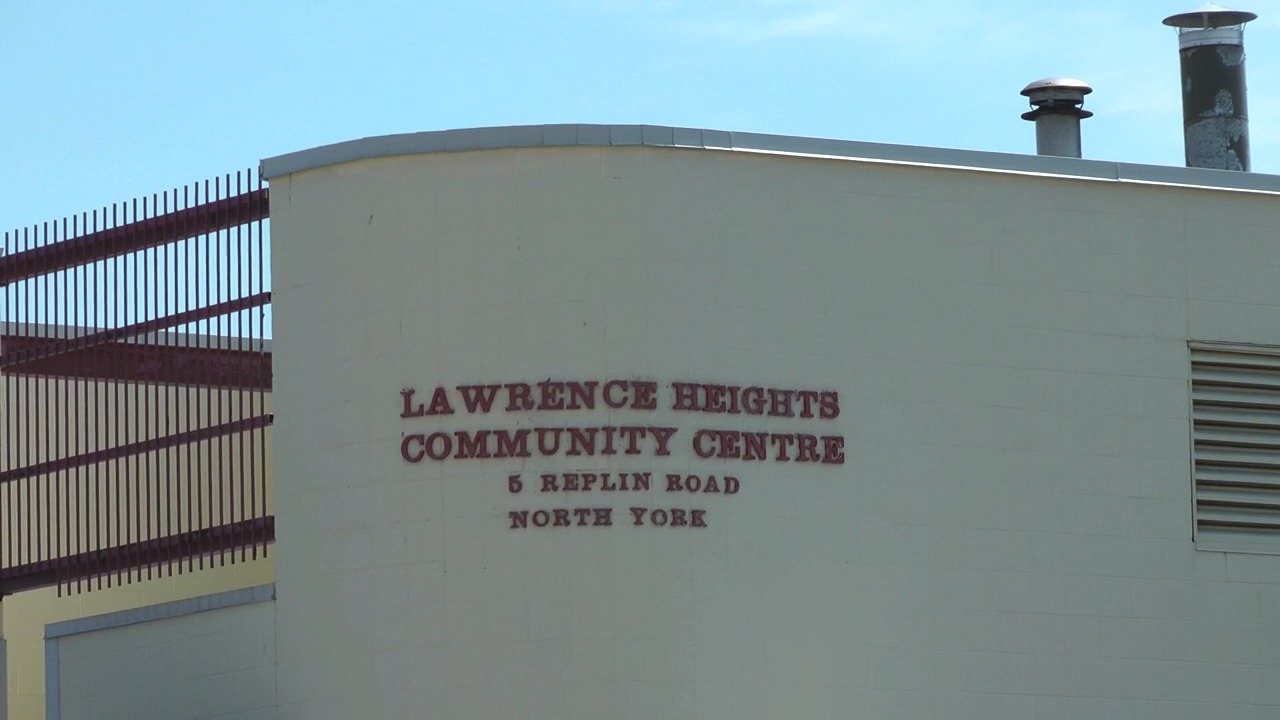 LAWRENCE HEIGHTS
COMMUNITY CENTRE
5 REPLIN ROAD
NORTH YORK